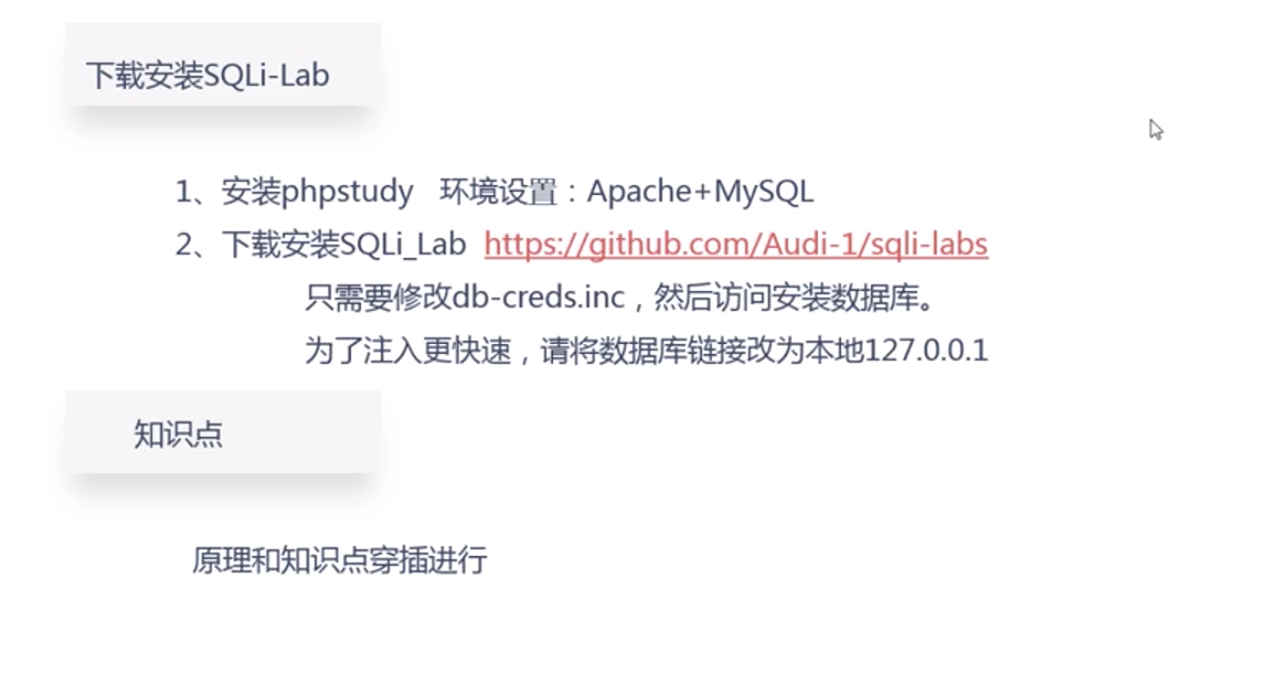 下载安装SQLi-Lab
1、安装phpstudy 环境设置：Apache+MySQL
2、下载安装SQLi_Lab https://github.com/Audi-1/sqli-labs
只需要修改db-creds.inc，然后访问安装数据库。
为了注入更快速，请将数据库链接改为本地127.0.0.1
知识点
原理和知识点穿插进行